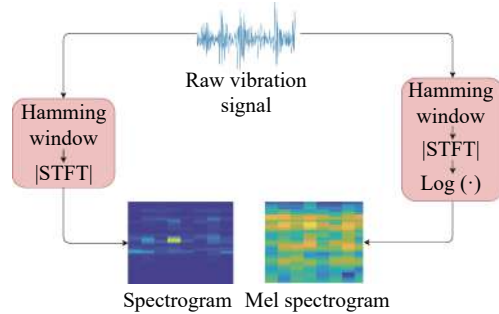 Raw vibration
signal
Hamming
window
|STFT|
Hamming
window
|STFT|
Log (·)
Spectrogram
Mel spectrogram